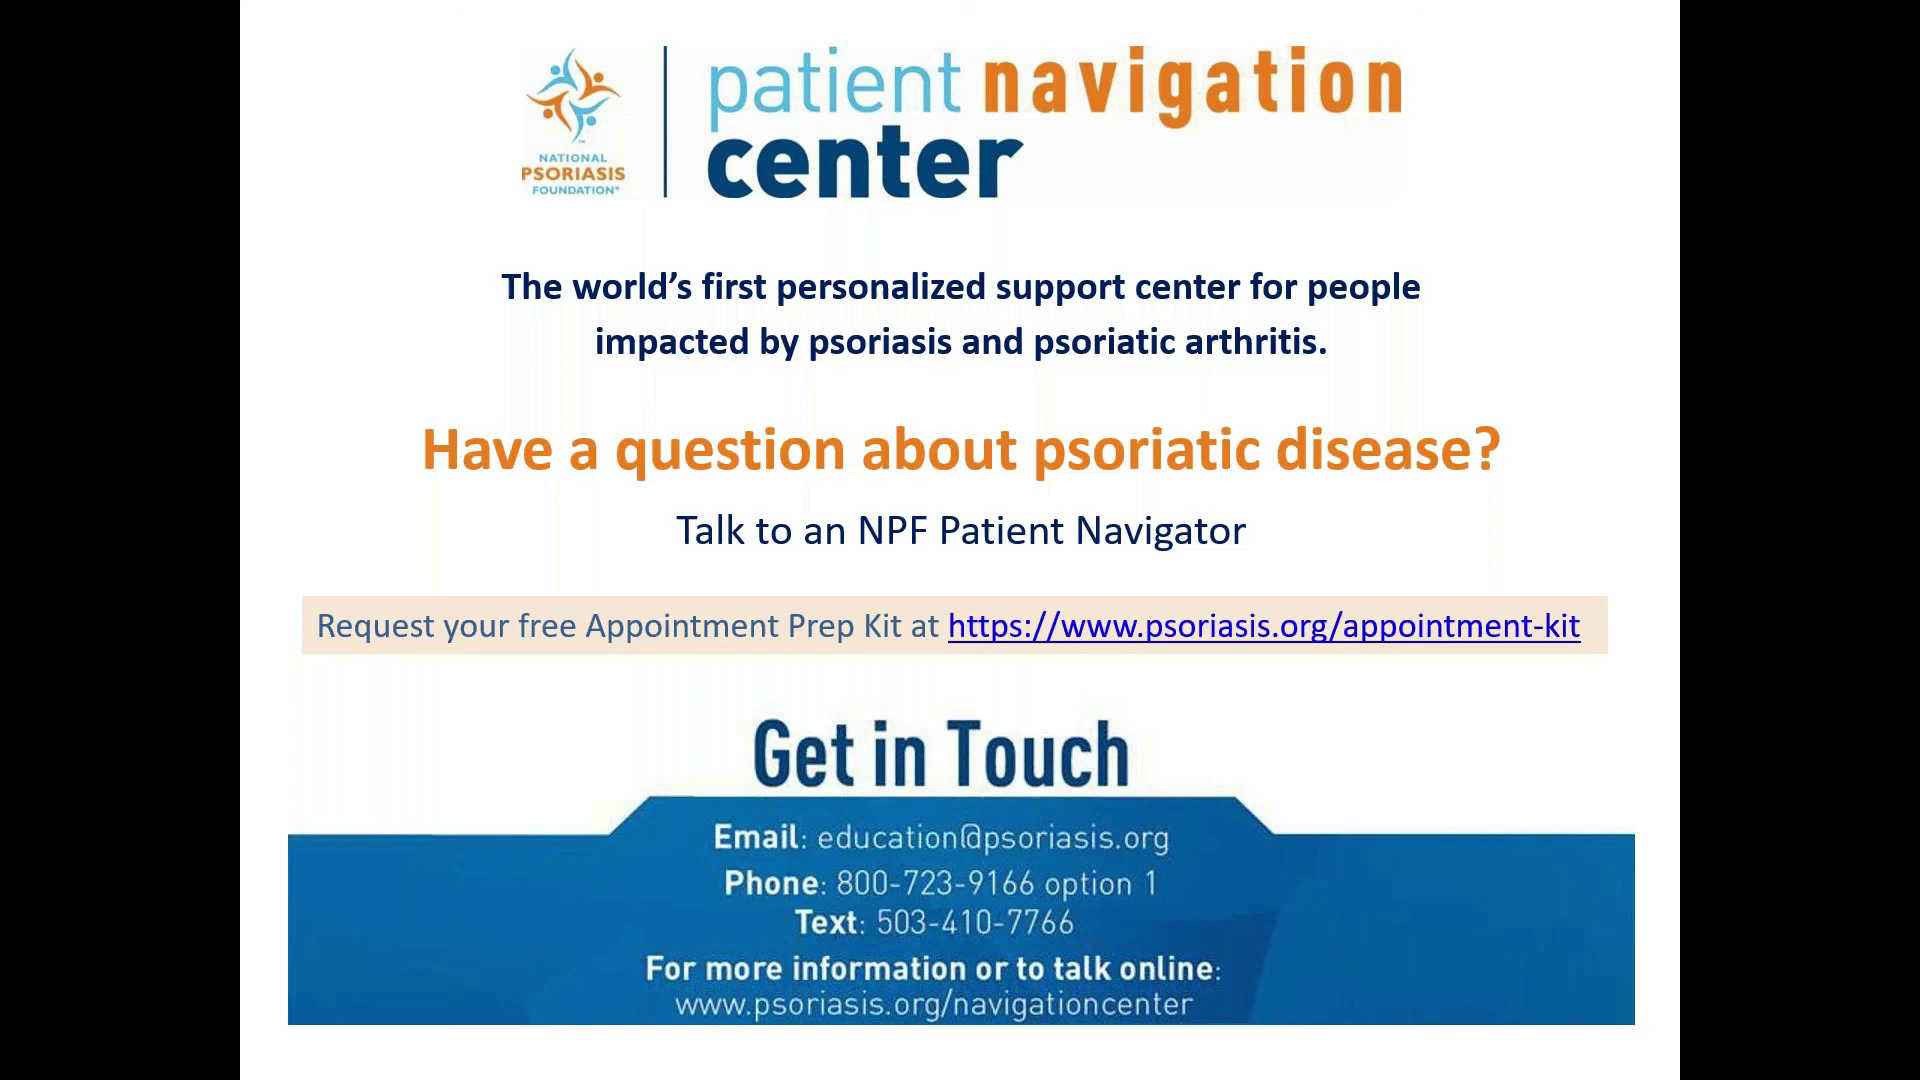 patient navigation
center
NATIONAL
PSORIASIS
FOUNDATION®
The world’s first personalized support center for people
impacted by psoriasis and psoriatic arthritis.
Have a question about psoriatic disease?
Talk to an NPF Patient Navigator
Request your free Appointment Prep Kit at https://www.psoriasis.org/appointment-kit
Get in Touch
Email: education@psoriasis.org
Phone: 800-723-9166 option 1
Text: 503-410-7766
For more information or to talk online:
www.psoriasis.org/navigationcenter